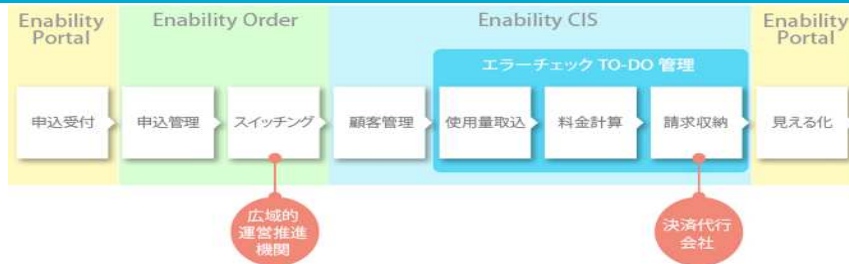 Enability
Portal
Enability Order
Enability CIS
Enability
Portal
エラーチェック TO-DO 管理
申込受付
申込管理
スイッチング
顧客管理
使用量取込
料金計算
請求収納
見える化
広域的
運営推進
機関
決済代行
会社